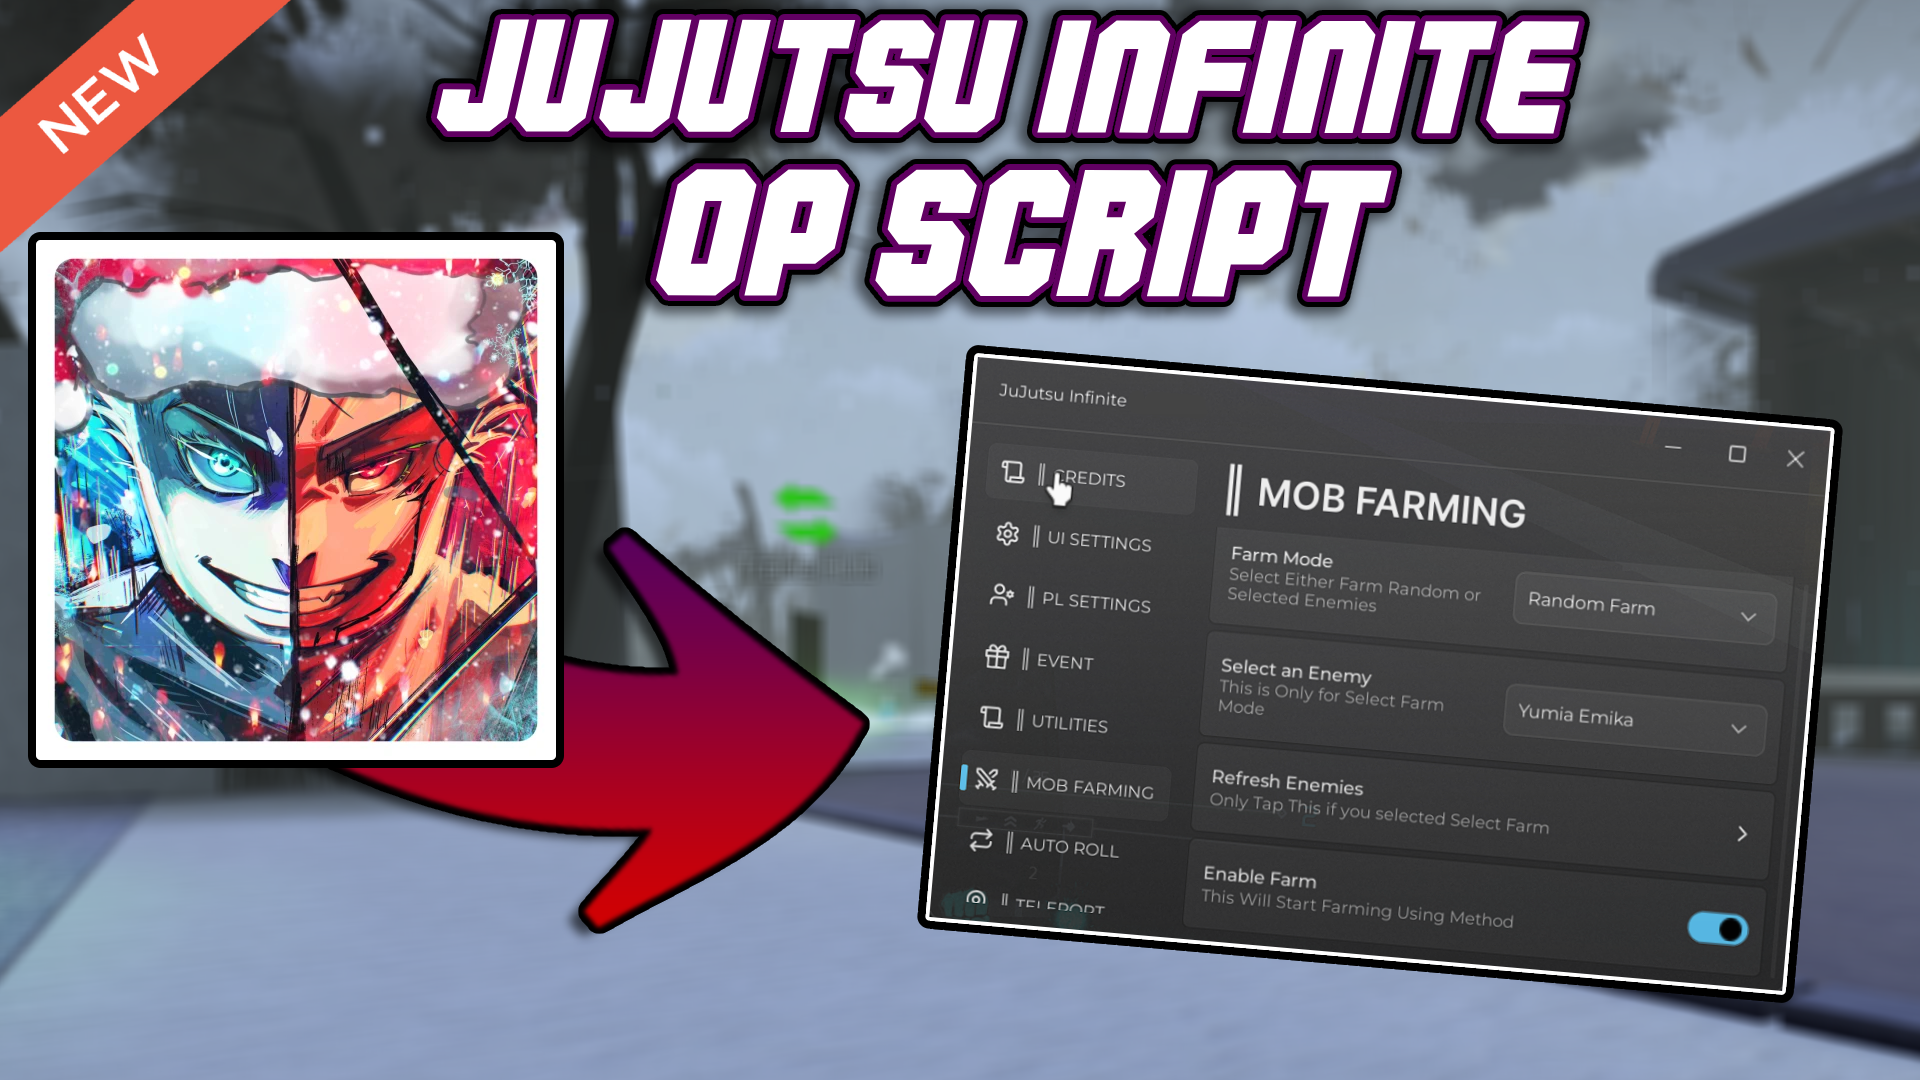 NEW
JUJUTSU INFINITE
OP SCRIPT
JuJutsu Infinite
CREDITS
UI SETTINGS
PL SETTINGS
EVENT
UTILITIES
MOB FARMING
AUTO ROLL
2
TELEPORT
MOB FARMING
Farm Mode
Select Either Farm Random or
Selected Enemies
Random Farm
Select an Enemy
This is Only for Select Farm
Mode
Yumia Emika
Refresh Enemies
Only Tap This if you selected Select Farm
Enable Farm
This Will Start Farming Using Method